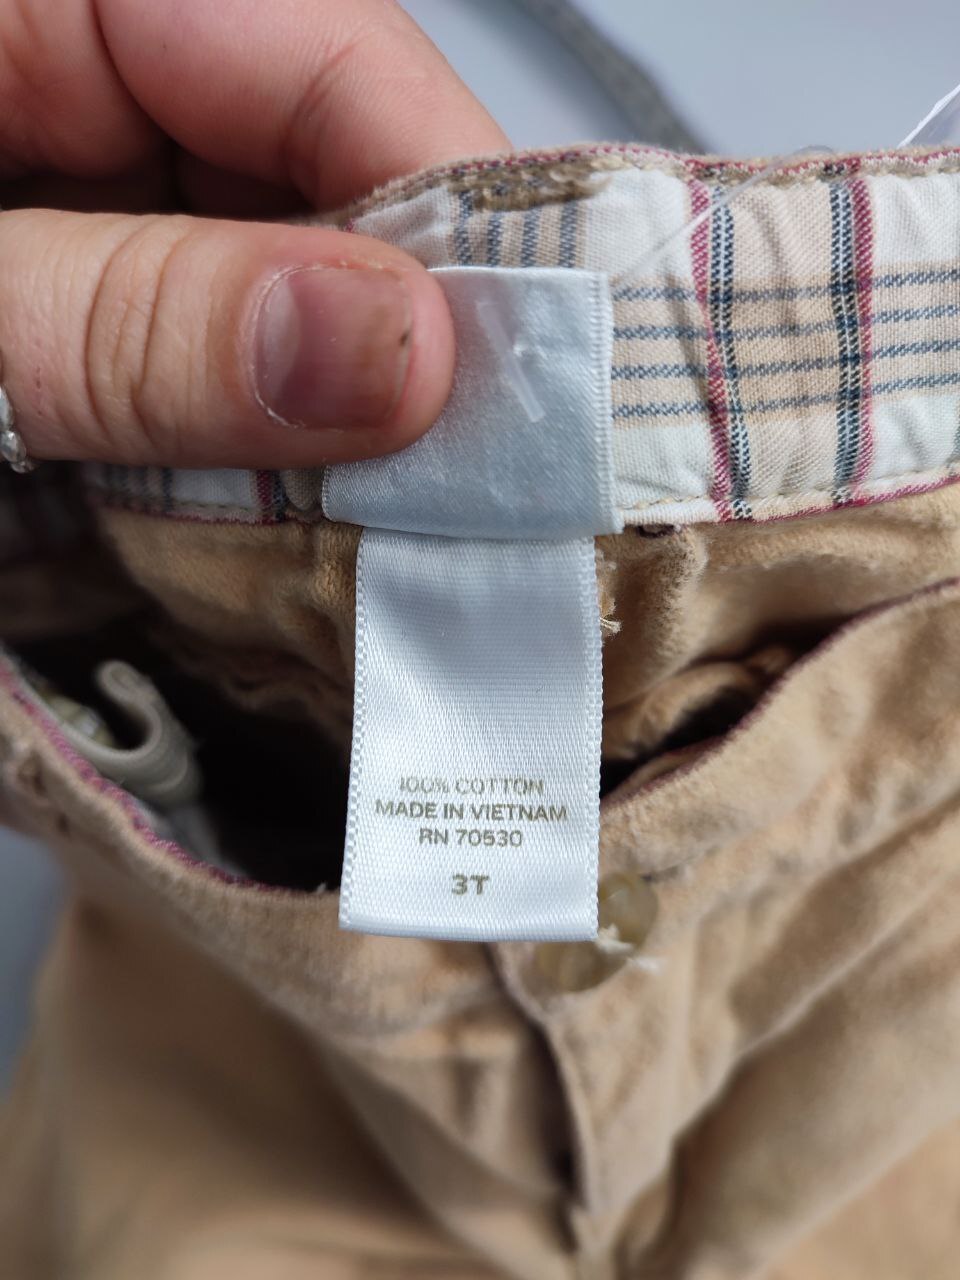 100% COTTON
MADE IN VIETNAM
RN 70530
3T